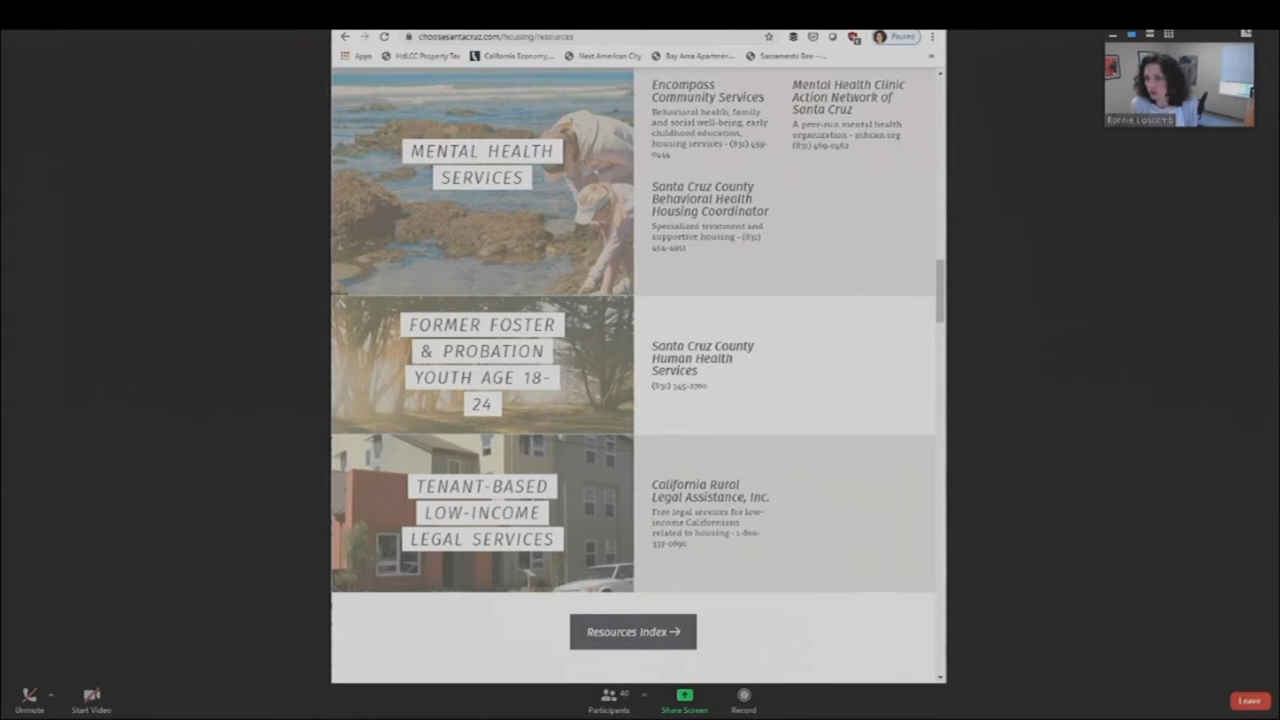 choosesantacruz.com/housing/resources
Paused
Apps
HdLCC Property Tax
California Economy,...
Next American City
Bay Area Apartmen...
Sacramento Bee —...
»
Bonnie Lipscomb
MENTAL HEALTH
SERVICES
Encompass
Community Services
Behavioral health, family
and social well-being, early
childhood education,
housing services - (831) 459-
0444
Mental Health Clinic
Action Network of
Santa Cruz
A peer-run mental health
organization - mhcan.org
(831) 469-0462
Santa Cruz County
Behavioral Health
Housing Coordinator
Specialized treatment and
supportive housing - (831)
454-4951
FORMER FOSTER
& PROBATION
YOUTH AGE 18-
24
Santa Cruz County
Human Health
Services
(831) 345-2700
TENANT-BASED
LOW-INCOME
LEGAL SERVICES
California Rural
Legal Assistance, Inc.
Free legal services for low-
income Californians
related to housing - 1-800-
337-0690
Resources Index →
Unmute
Start Video
Participants
40
Share Screen
Record
Leave